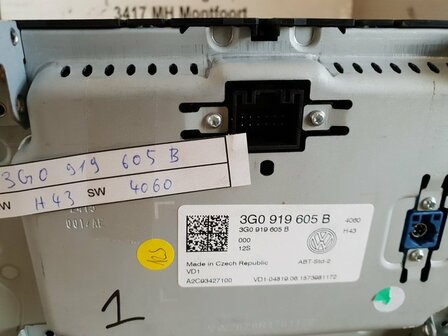 3417 MH Montfoort
3G0 919 605 B
H43 SW 4060
3G0 919 605 B 4060
3G0 919 605 B H43
000
12S
Made in Czech Republic ABT-Std-2
VD1
A2C93427100 VD1-04819.06.1573981172
123
1